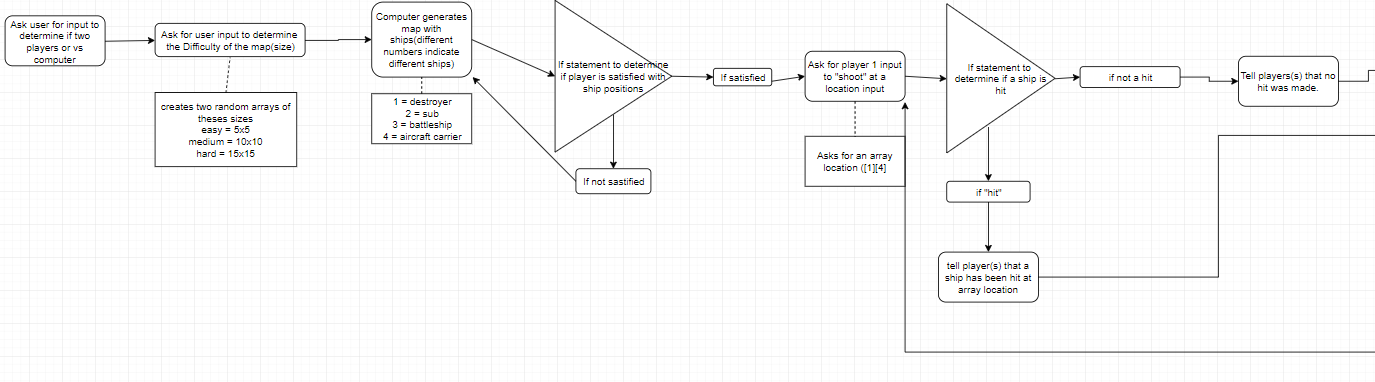 Ask user for input to
determine if two
players or vs
computer
Ask for user input to determine
the Difficulty of the map(size)
creates two random arrays of
theses sizes
easy = 5x5
medium = 10x10
hard = 15x15
Computer generates
map with
ships(different
numbers indicate
different ships)
1 = destroyer
2 = sub
3 = battleship
4 = aircraft carrier
If statement to determine
if player is satisfied with
ship positions
If satisfied
If not sastified
Ask for player 1 input
to "shoot" at a
location input
Asks for an array
location ([1][4]
If statement to
determine if a ship is
hit
if not a hit
Tell players(s) that no
hit was made.
if "hit"
tell player(s) that a
ship has been hit at
array location